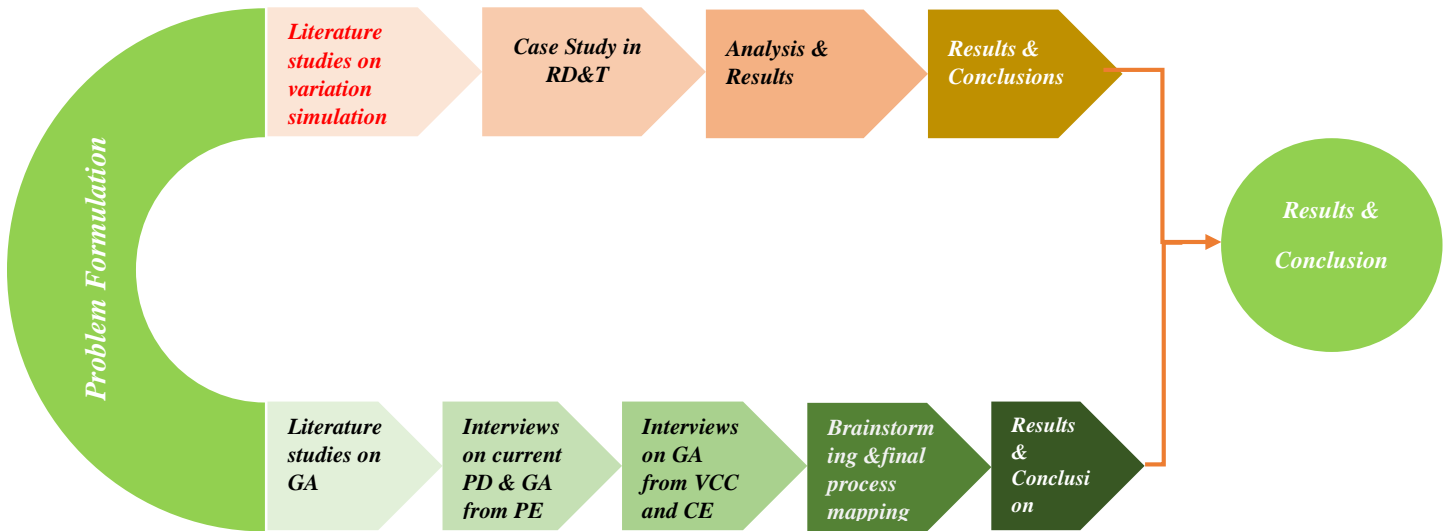 Problem Formulation
Literature
studies on
variation
simulation
Case Study in
RD&T
Analysis &
Results
Results &
Conclusions
Results &
Conclusion
Literature
studies on
GA
Interviews
on current
PD & GA
from PE
Interviews
on GA
from VCC
and CE
Brainstorm
ing &final
process
mapping
Results
&
Conclusi
on